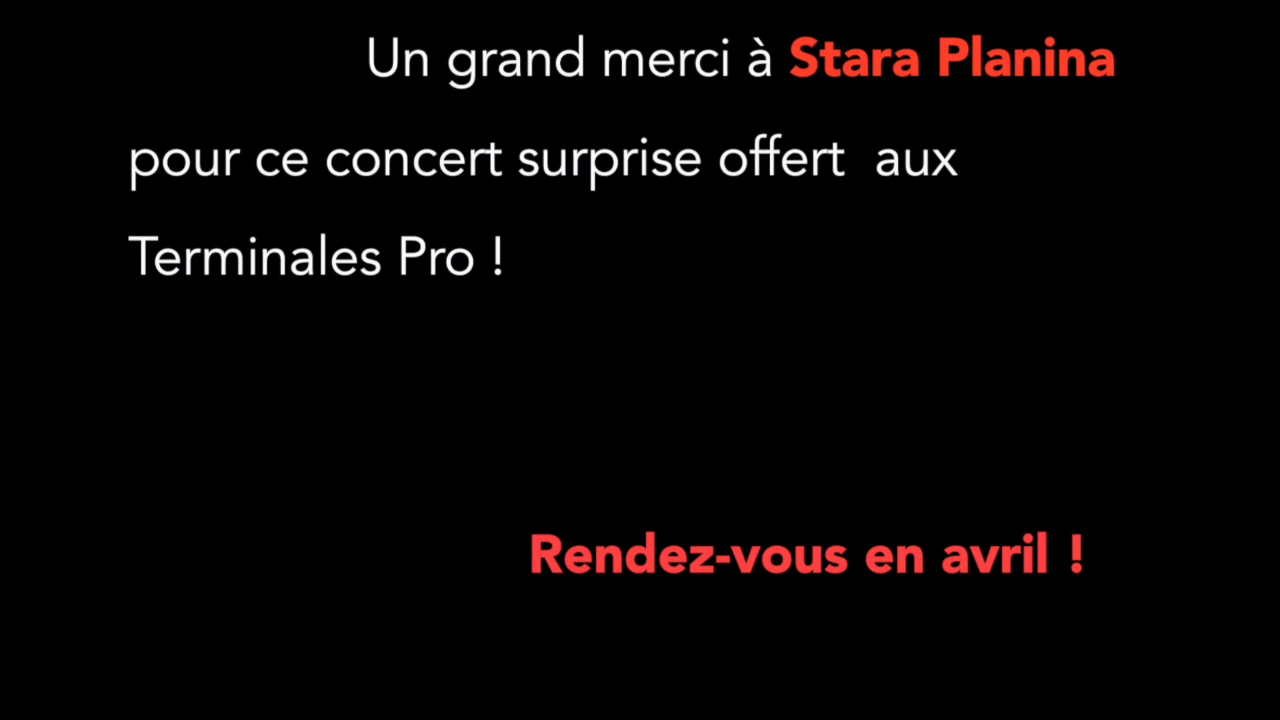 Un grand merci à Stara Planina
pour ce concert surprise offert  aux
Terminales Pro !
Rendez-vous en avril !